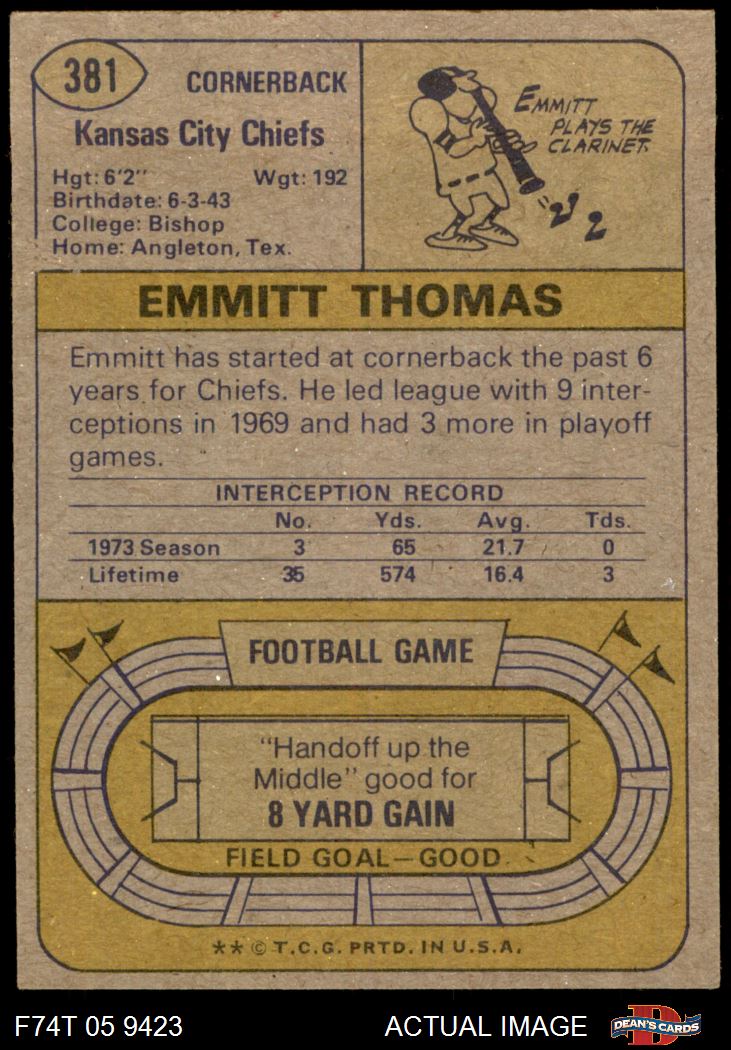 381
CORNERBACK
Kansas City Chiefs
Hgt: 6'2" Wgt: 192
Birthdate: 6-3-43
College: Bishop
Home: Angleton, Tex.
EMMITT
PLAYS THE
CLARINET.
EMMITT THOMAS
Emmitt has started at cornerback the past 6
years for Chiefs. He led league with 9 inter-
ceptions in 1969 and had 3 more in playoff
games.
INTERCEPTION RECORD
No. Yds. Avg. Tds.
1973 Season 3 65 21.7 0
Lifetime 35 574 16.4 3
FOOTBALL GAME
"Handoff up the
Middle" good for
8 YARD GAIN
FIELD GOAL—GOOD
** © T.C.G. PRTD. IN U.S.A.
F74T 05 9423 ACTUAL IMAGE
D
DEAN'S CARDS